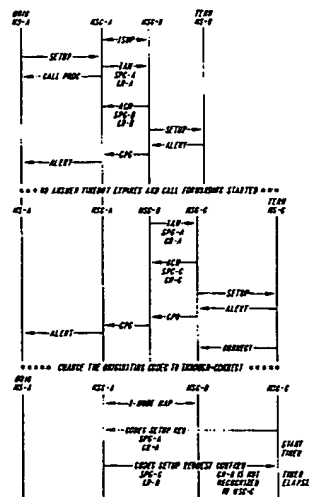 ORIG
MS-A
MSC-A
MSC-B
TERM
MS-B
ISUP
SETUP
IAM
SPC-A
CR-A
CALL PROC
ACM
SPC-B
CR-B
SETUP
ALERT
CPG
ALERT
NO ANSWER TIMEOUT EXPIRES AND CALL FORWARDING STARTED
MS-A
MSC-A
MSC-B
MSC-C
TERM
MS-C
IAM
SPC-A
CR-A
ACM
SPC-C
CR-C
SETUP
ALERT
CPG
CPG
ALERT
CONNECT
CHANGE THE ORIGINATING CODEC TO THROUGH-CONNECT
ORIG
MS-A
MSC-A
MSC-B
MSC-C
CODEC SETUP REQ
SPC-A
CR-A
START
TIMER
CODEC SETUP REQUEST CONFIRM
SPC-C
CR-B
CR-B IS NOT
RECOGNIZED
IN MSC-C
TIMER
ELAPSE